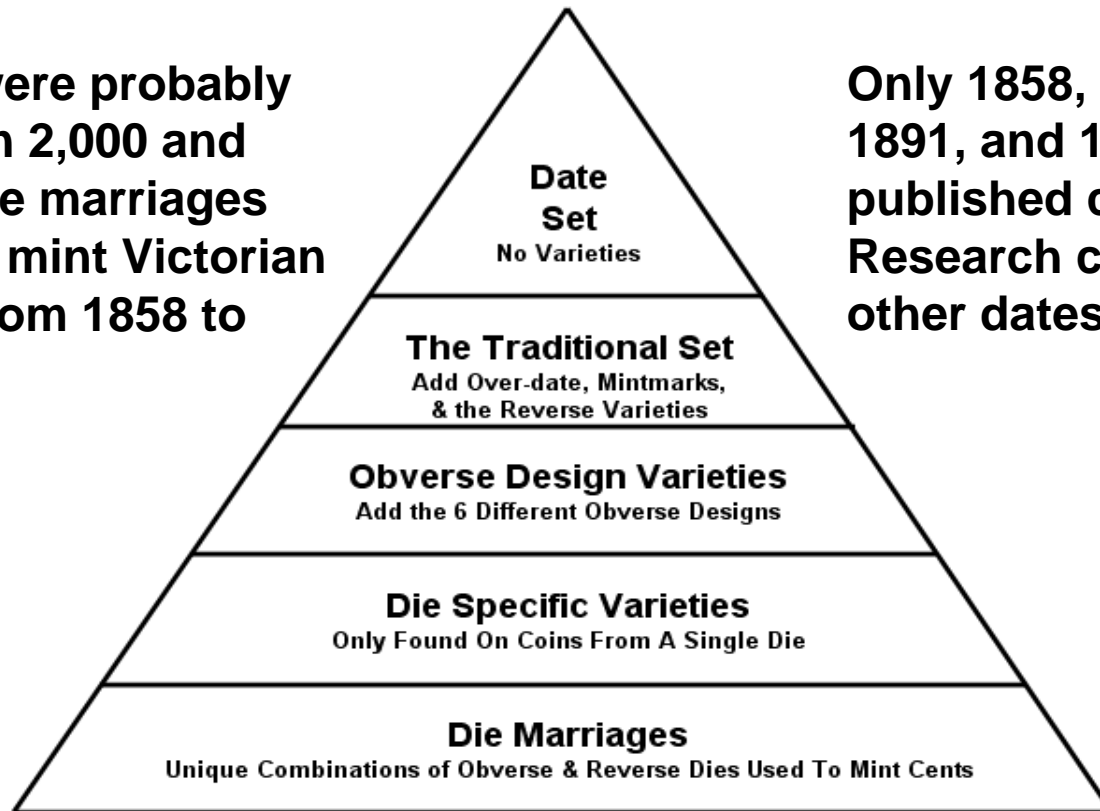 were probably
n 2,000 and
e marriages
mint Victorian
om 1858 to
Date
Set
No Varieties
The Traditional Set
Add Over-date, Mintmarks,
& the Reverse Varieties
Obverse Design Varieties
Add the 6 Different Obverse Designs
Die Specific Varieties
Only Found On Coins From A Single Die
Die Marriages
Unique Combinations of Obverse & Reverse Dies Used To Mint Cents
Only 1858,
1891, and 1
published
Research c
other dates